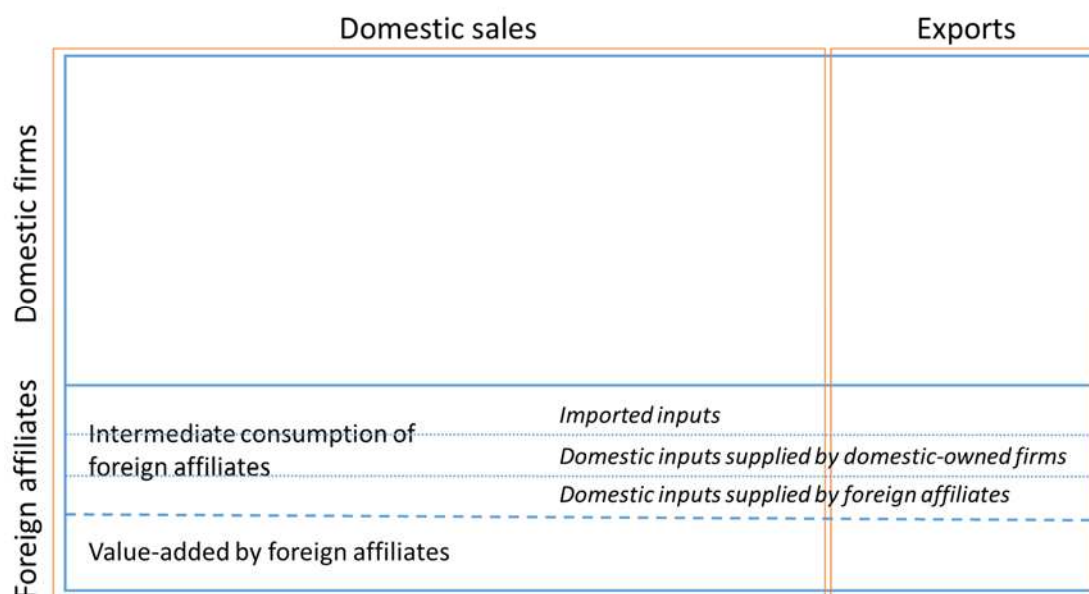 Domestic sales
Exports
Domestic firms
Foreign affiliates
Imported inputs
Intermediate consumption of
foreign affiliates
Domestic inputs supplied by domestic-owned firms
Domestic inputs supplied by foreign affiliates
Value-added by foreign affiliates